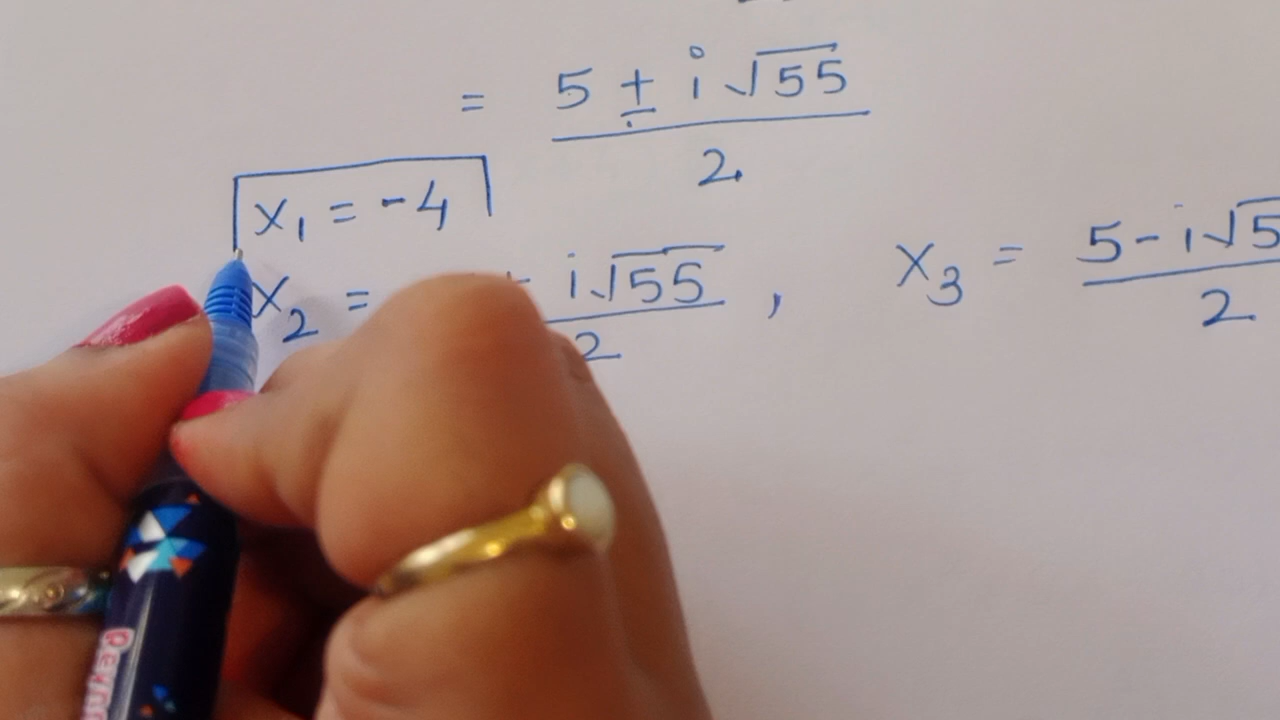 = 5 ± i√55 / 2
x₁ = -4
x₂ = + i√55 / 2 , x₃ = 5 - i√5 / 2